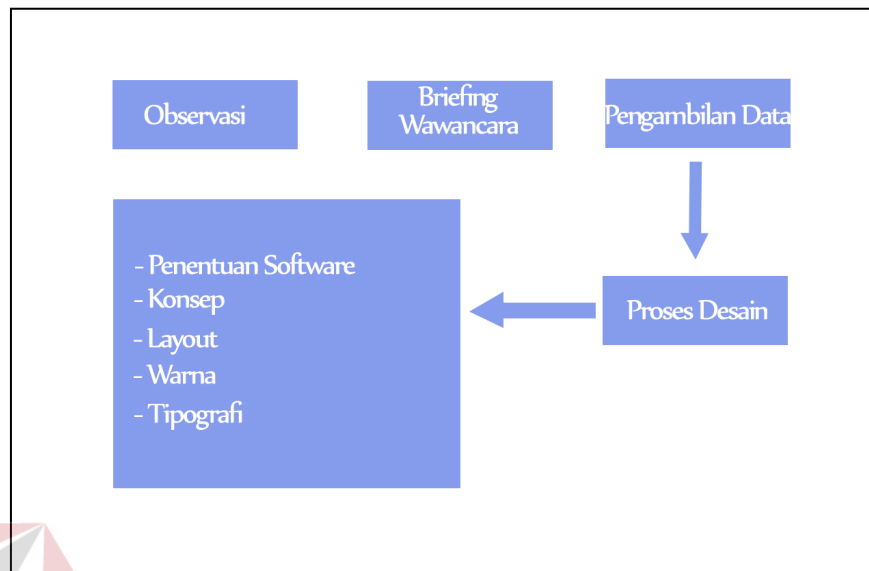 Observasi
Briefing
Wawancara
Pengambilan Data
Proses Desain
- Penentuan Software
- Konsep
- Layout
- Warna
- Tipografi